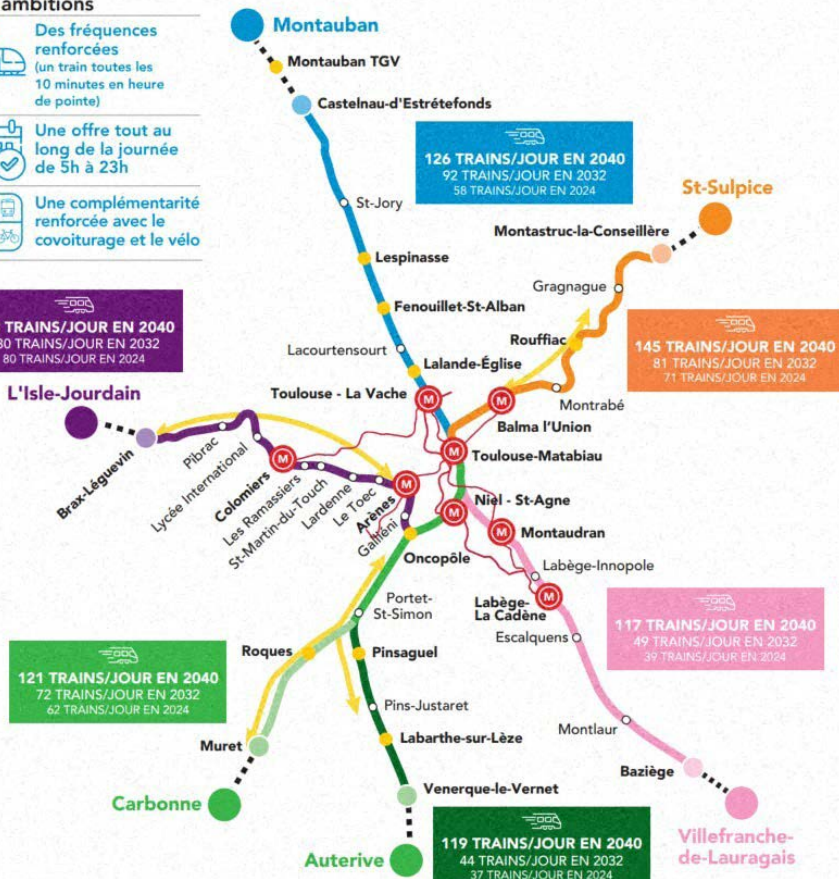 ambitions
Des fréquences
renforcées
(un train toutes les
10 minutes en heure
de pointe)
Une offre tout au
long de la journée
de 5h à 23h
Une complémentarité
renforcée avec le
covoiturage et le vélo
Montauban
Montauban TGV
Castelnau-d'Estrétefonds
126 TRAINS/JOUR EN 2040
92 TRAINS/JOUR EN 2032
58 TRAINS/JOUR EN 2024
St-Jory
St-Sulpice
Montastruc-la-Conseillère
Lespinasse
Gragnague
Fenouillet-St-Alban
TRAINS/JOUR EN 2040
TRAINS/JOUR EN 2032
80 TRAINS/JOUR EN 2024
Rouffiac
145 TRAINS/JOUR EN 2040
81 TRAINS/JOUR EN 2032
71 TRAINS/JOUR EN 2024
Lacourtensourt
Lalande-Église
L'Isle-Jourdain
Toulouse - La Vache
M
M
Montrabé
Balma l'Union
Brax-Léguevin
Pibrac
Lycée International
M
Colomiers
Les Ramassiers
St-Martin-du-Touch
Lardenne
Le Toec
M
Arènes
Galliéni
M
Toulouse-Matabiau
Niel - St-Agne
M
M
Montaudran
Oncopôle
Labège-Innopole
Labège-
La Cadène
M
Portet-
St-Simon
Escalquens
117 TRAINS/JOUR EN 2040
49 TRAINS/JOUR EN 2032
39 TRAINS/JOUR EN 2024
Roques
Pinsaguel
121 TRAINS/JOUR EN 2040
72 TRAINS/JOUR EN 2032
62 TRAINS/JOUR EN 2024
Pins-Justaret
Montlaur
Muret
Labarthe-sur-Lèze
Baziège
Carbonne
Venerque-le-Vernet
Auterive
119 TRAINS/JOUR EN 2040
44 TRAINS/JOUR EN 2032
37 TRAINS/JOUR EN 2024
Villefranche-
de-Lauragais